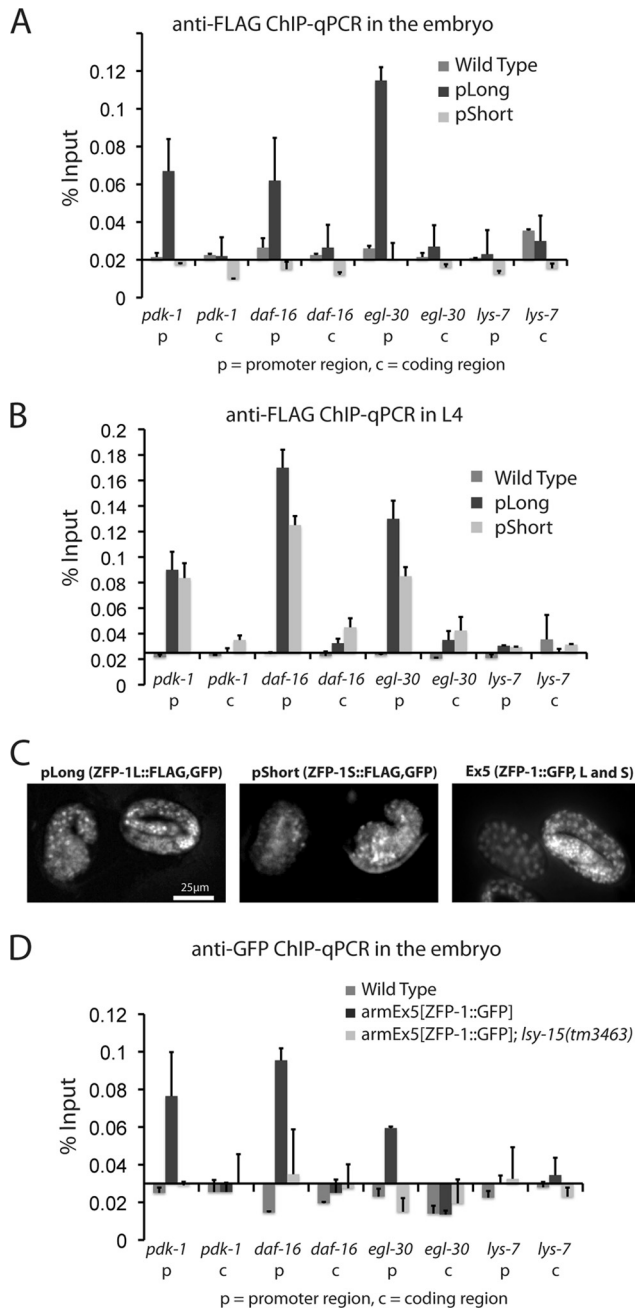 A
anti-FLAG ChIP-qPCR in the embryo
% Input
0.12
0.1
0.08
0.06
0.04
0.02
0
Wild Type
pLong
pShort
pdk-1 pdk-1 daf-16 daf-16 egl-30 egl-30 lys-7 lys-7
p c p c p c p c
p = promoter region, c = coding region
B
anti-FLAG ChIP-qPCR in L4
% Input
0.2
0.18
0.16
0.14
0.12
0.1
0.08
0.06
0.04
0.02
0
Wild Type
pLong
pShort
pdk-1 pdk-1 daf-16 daf-16 egl-30 egl-30 lys-7 lys-7
p c p c p c p c
C
pLong (ZFP-1L::FLAG,GFP) pShort (ZFP-1S::FLAG,GFP) Ex5 (ZFP-1::GFP, L and S)
25µm
D
anti-GFP ChIP-qPCR in the embryo
% Input
0.12
0.1
0.08
0.06
0.04
0.02
0
Wild Type
armEx5[ZFP-1::GFP]
armEx5[ZFP-1::GFP]; lsy-15(tm3463)
pdk-1 pdk-1 daf-16 daf-16 egl-30 egl-30 lys-7 lys-7
p c p c p c p c
p = promoter region, c = coding region